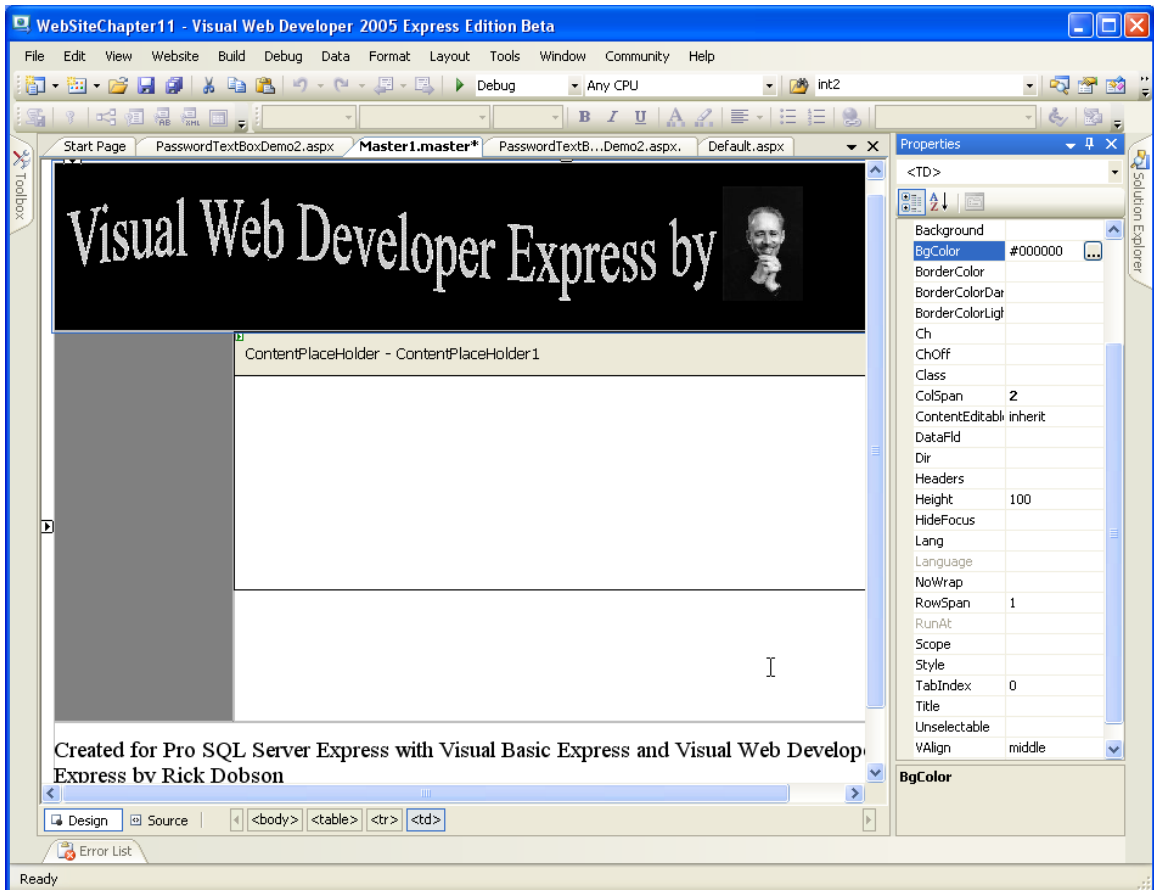 WebSiteChapter11 - Visual Web Developer 2005 Express Edition Beta
File Edit View Website Build Debug Data Format Layout Tools Window Community Help
Debug Any CPU int2
B I U A
Start Page PasswordTextBoxDemo2.aspx Master1.master* PasswordTextB...Demo2.aspx. Default.aspx
Toolbox
Visual Web Developer Express by
ContentPlaceHolder - ContentPlaceHolder1
Created for Pro SQL Server Express with Visual Basic Express and Visual Web Develope
Express by Rick Dobson
Design Source <body> <table> <tr> <td>
Error List
Ready
Properties
<TD>
Background
BgColor #000000
BorderColor
BorderColorDar
BorderColorLigh
Ch
ChOff
Class
ColSpan 2
ContentEditabl inherit
DataFld
Dir
Headers
Height 100
HideFocus
Lang
Language
NoWrap
RowSpan 1
RunAt
Scope
Style
TabIndex 0
Title
Unselectable
VAlign middle
BgColor
Solution Explorer